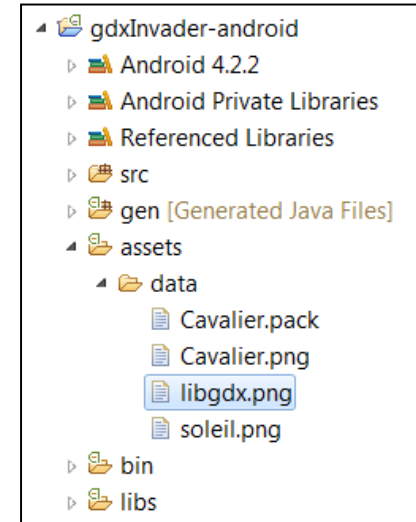 gdxInvader-android
Android 4.2.2
Android Private Libraries
Referenced Libraries
src
gen [Generated Java Files]
assets
data
Cavalier.pack
Cavalier.png
libgdx.png
soleil.png
bin
libs